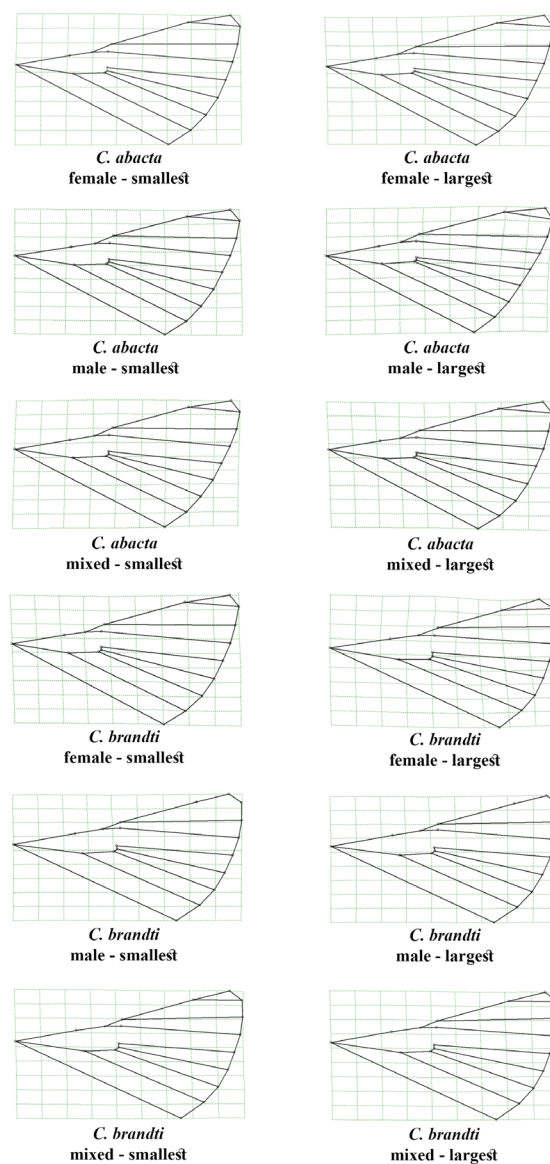 C. abacta
female - smallest
C. abacta
female - largest
C. abacta
male - smallest
C. abacta
male - largest
C. abacta
mixed - smallest
C. abacta
mixed - largest
C. brandti
female - smallest
C. brandti
female - largest
C. brandti
male - smallest
C. brandti
male - largest
C. brandti
mixed - smallest
C. brandti
mixed - largest